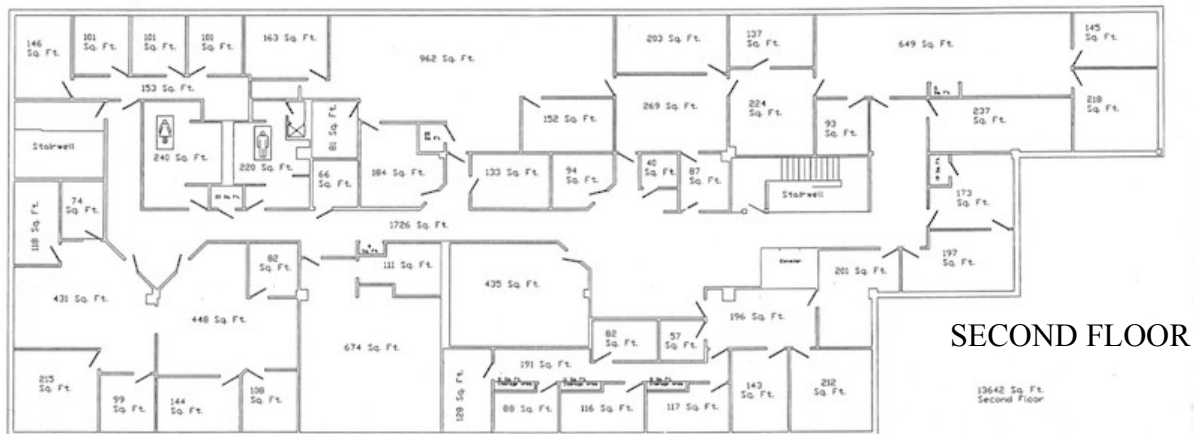 146
Sq. Ft.
101
Sq. Ft.
101
Sq. Ft.
101
Sq. Ft.
163 Sq. Ft.
962 Sq. Ft.
203 Sq. Ft.
137
Sq. Ft.
649 Sq. Ft.
145
Sq. Ft.
153 Sq. Ft.
218
Sq. Ft.
269 Sq. Ft.
224
Sq. Ft.
93
Sq. Ft.
237
Sq. Ft.
152 Sq. Ft.
81 Sq. Ft.
Stairwell
240 Sq. Ft.
220 Sq. Ft.
66
Sq. Ft.
184 Sq. Ft.
133 Sq. Ft.
94
Sq. Ft.
40
Sq. Ft.
87
Sq. Ft.
Stairwell
173
Sq. Ft.
118 Sq. Ft.
74
Sq. Ft.
1726 Sq. Ft.
82
Sq. Ft.
111
Sq. Ft.
435 Sq. Ft.
Elevator
201 Sq. Ft.
197
Sq. Ft.
431 Sq. Ft.
448 Sq. Ft.
674 Sq. Ft.
196 Sq. Ft.
82
Sq. Ft.
57
Sq. Ft.
SECOND FLOOR
191 Sq. Ft.
215
Sq. Ft.
99
Sq. Ft.
144
Sq. Ft.
108
Sq. Ft.
128 Sq. Ft.
88 Sq. Ft.
116 Sq. Ft.
117 Sq. Ft.
143
Sq. Ft.
212
Sq. Ft.
13642 Sq. Ft.
Second Floor